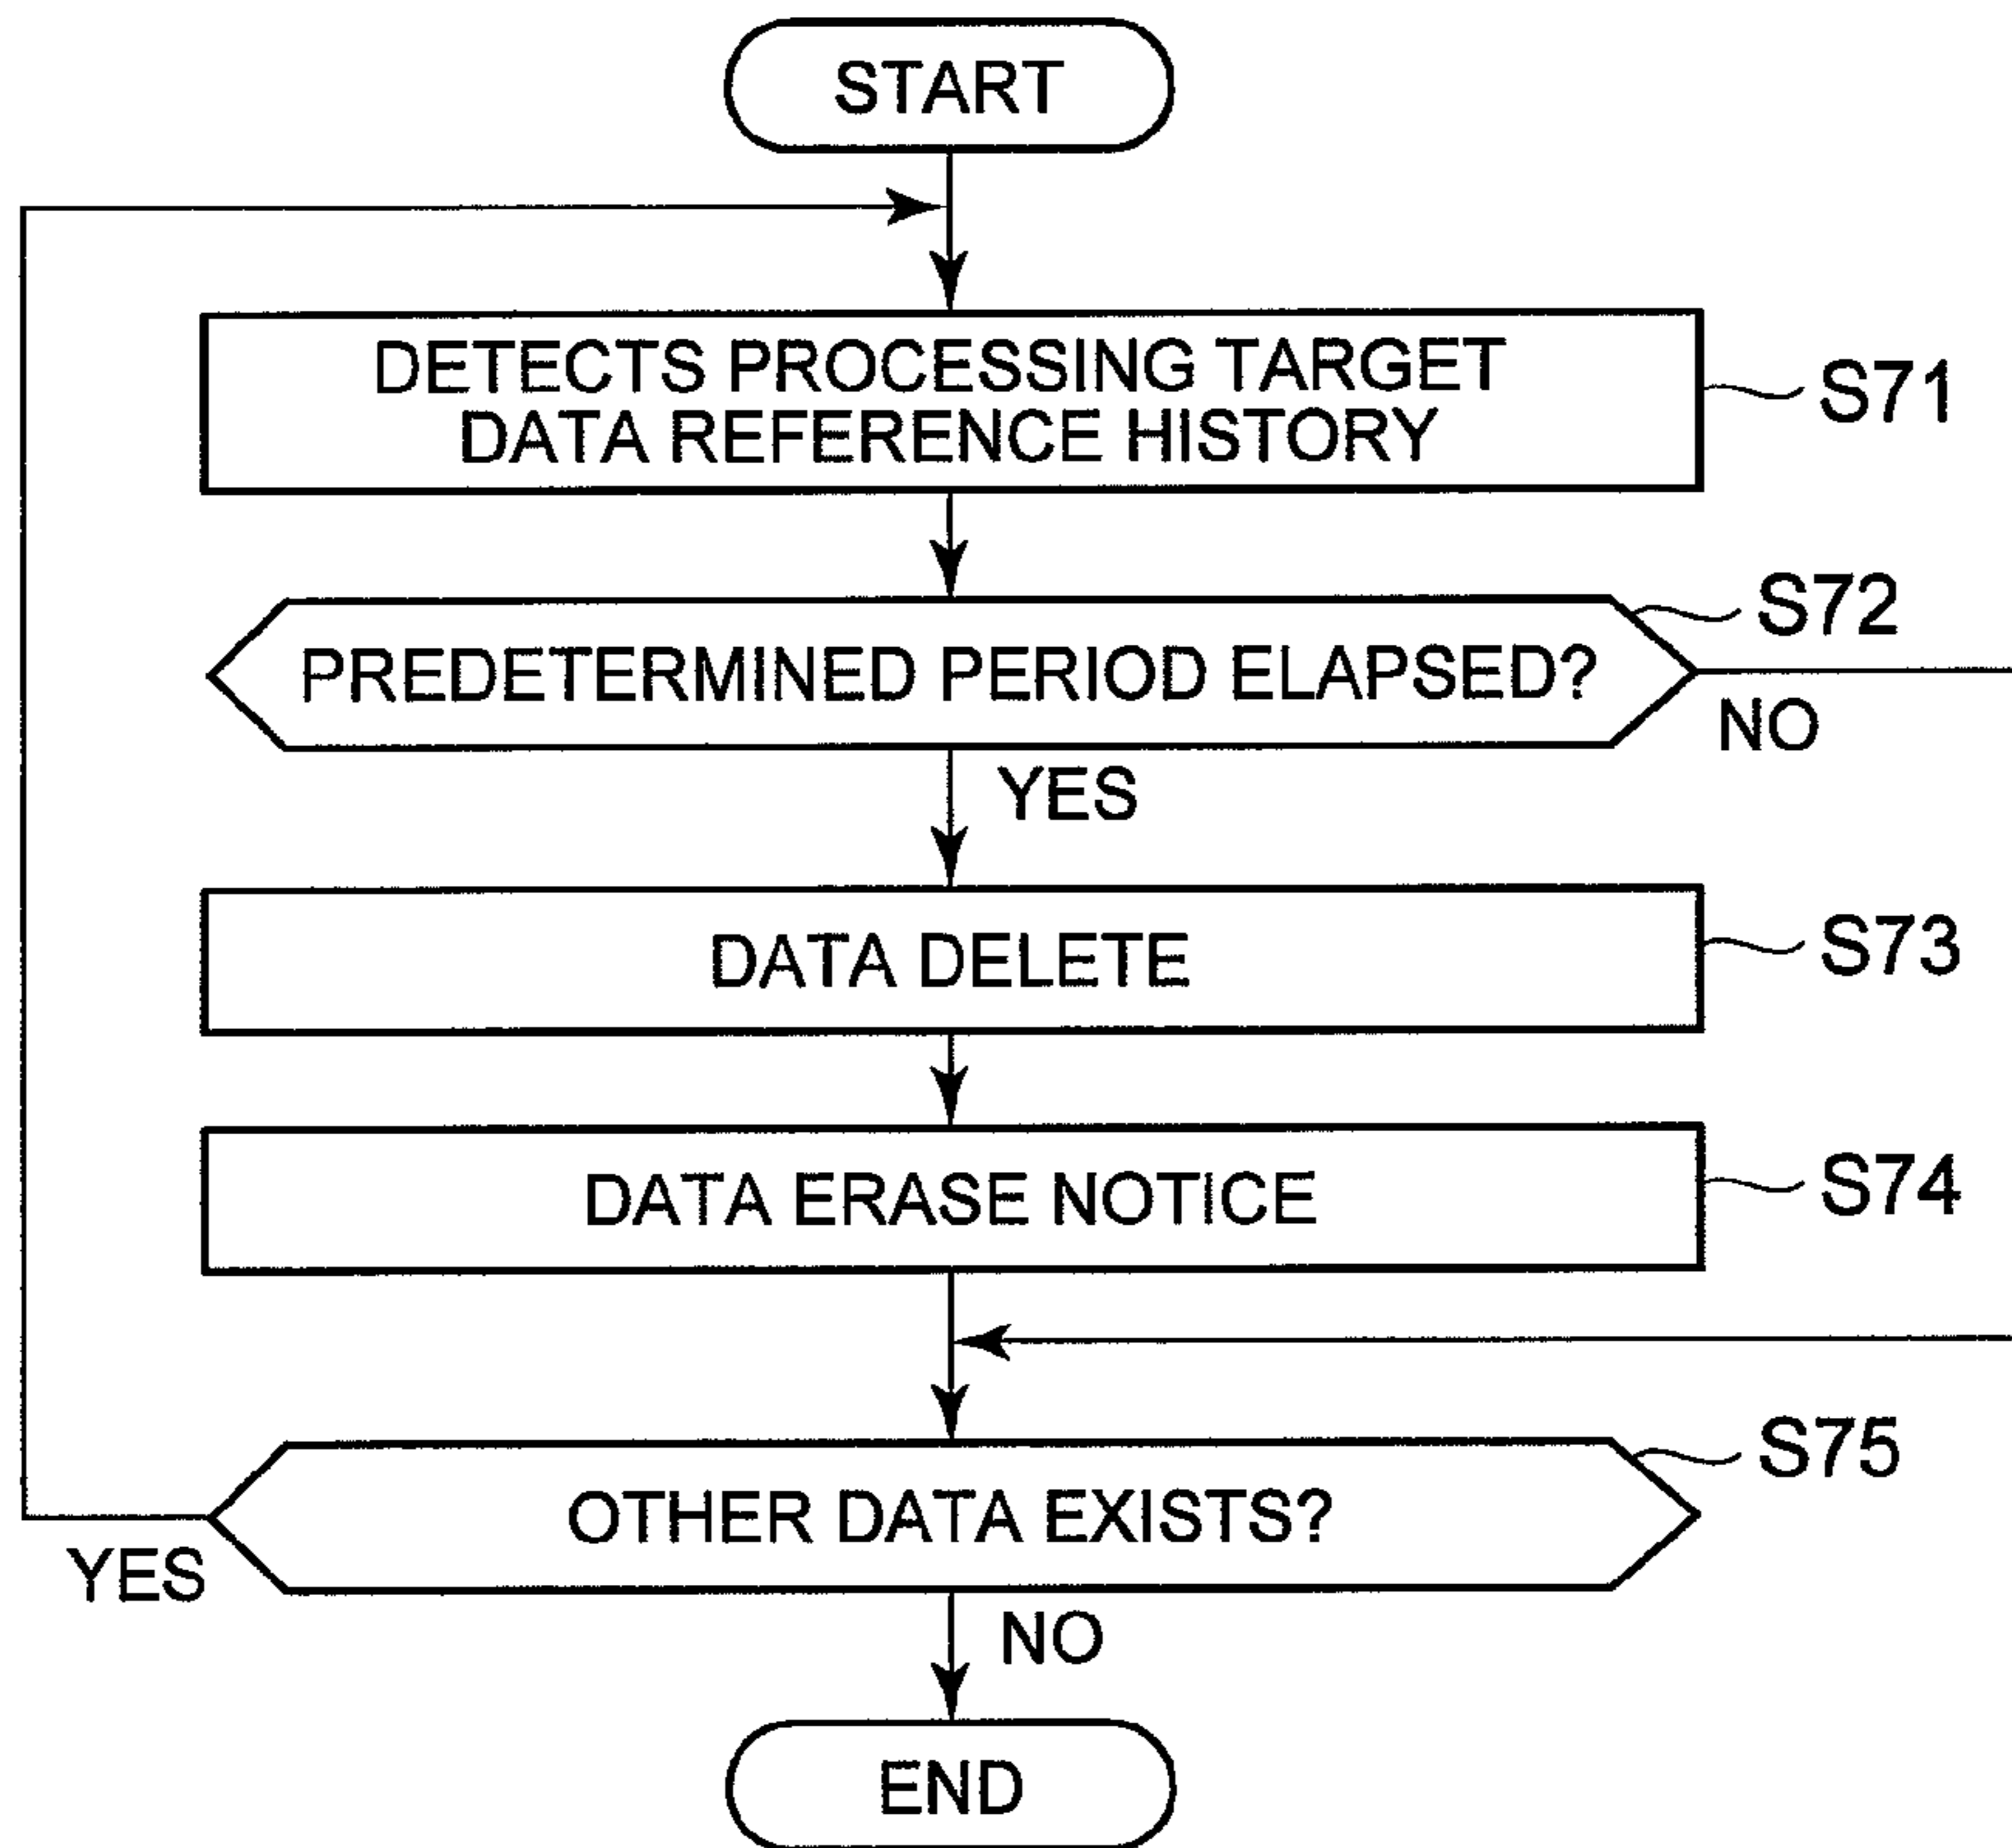 START
DETECTS PROCESSING TARGET
DATA REFERENCE HISTORY
S71
S72
PREDETERMINED PERIOD ELAPSED?
NO
YES
DATA DELETE
S73
DATA ERASE NOTICE
S74
S75
OTHER DATA EXISTS?
YES
NO
END